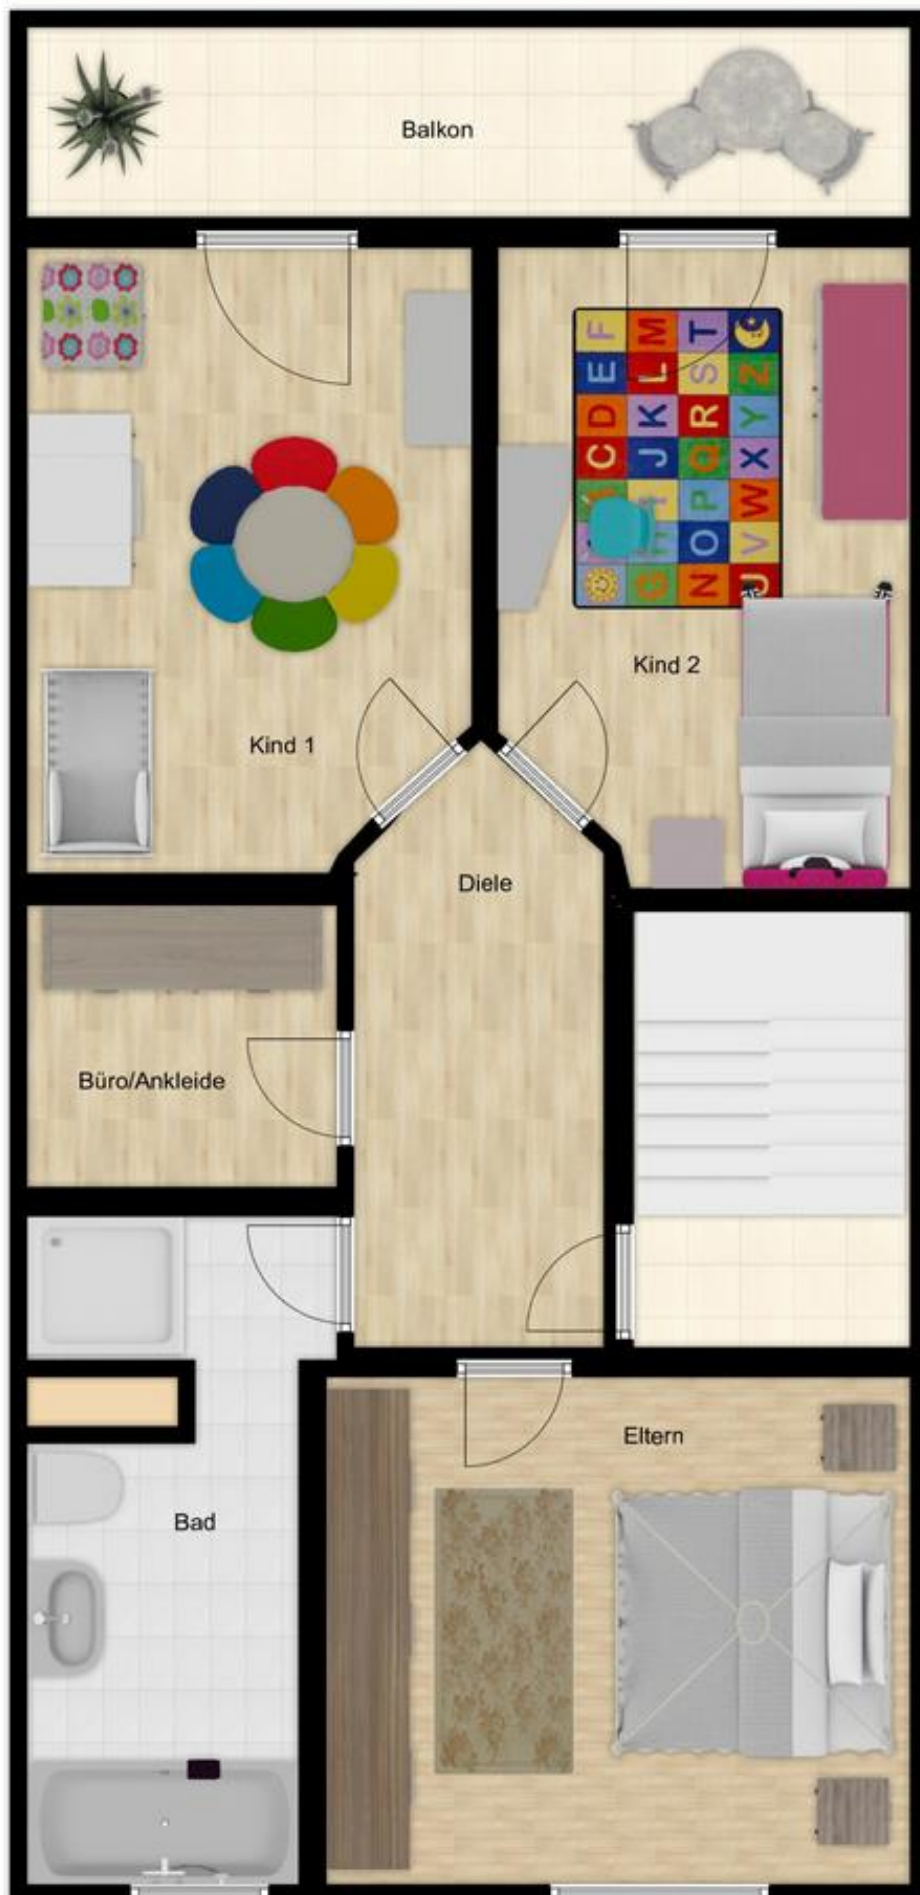 Balkon
F M T
E L S Z
D K R Y
C J Q X
P W
O V
G N U
Kind 2
Kind 1
Diele
Büro/Ankleide
Eltern
Bad